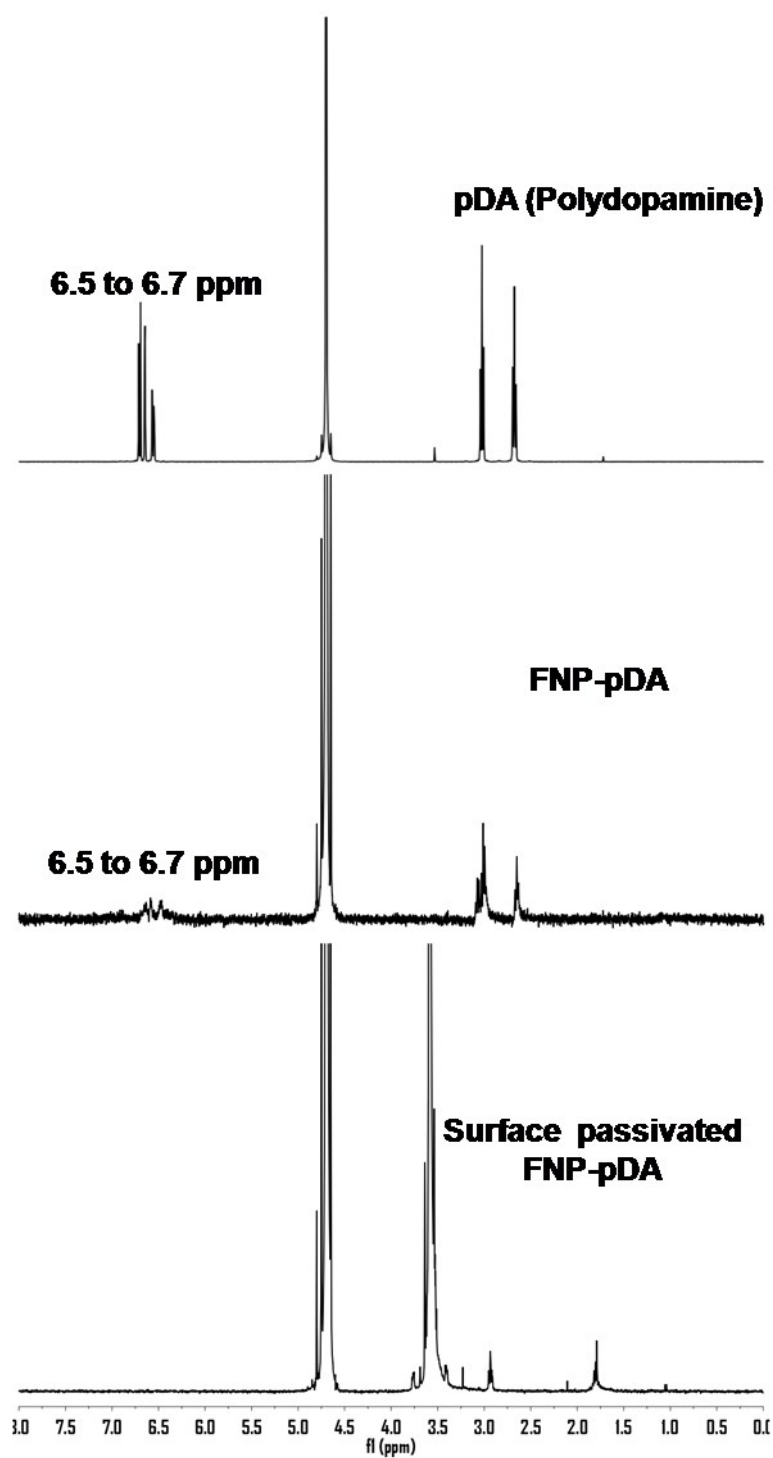 pDA (Polydopamine)
6.5 to 6.7 ppm
FNP-pDA
6.5 to 6.7 ppm
Surface passivated
FNP-pDA
8.0 7.5 7.0 6.5 6.0 5.5 5.0 4.5 4.0 3.5 3.0 2.5 2.0 1.5 1.0 0.5 0.0
f1 (ppm)